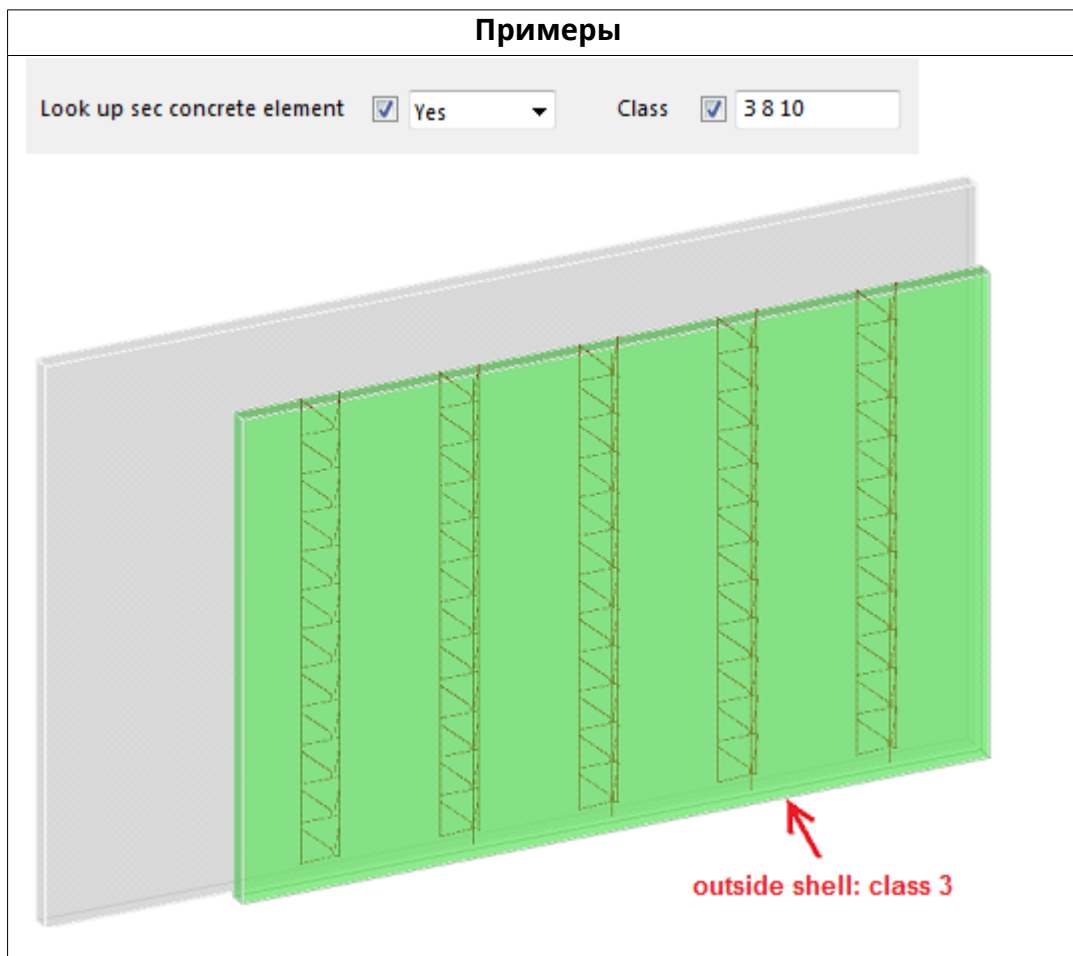 Примеры
Look up sec concrete element Yes Class 3 8 10
outside shell: class 3